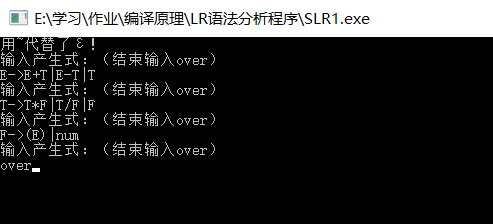 E:\学习\作业\编译原理\LR语法分析程序\SLR1.exe
用~代替了ε!
输入产生式:(结束输入over)
E->E+T|E-T|T
输入产生式:(结束输入over)
T->T*F|T/F|F
输入产生式:(结束输入over)
F->(E)|num
输入产生式:(结束输入over)
over